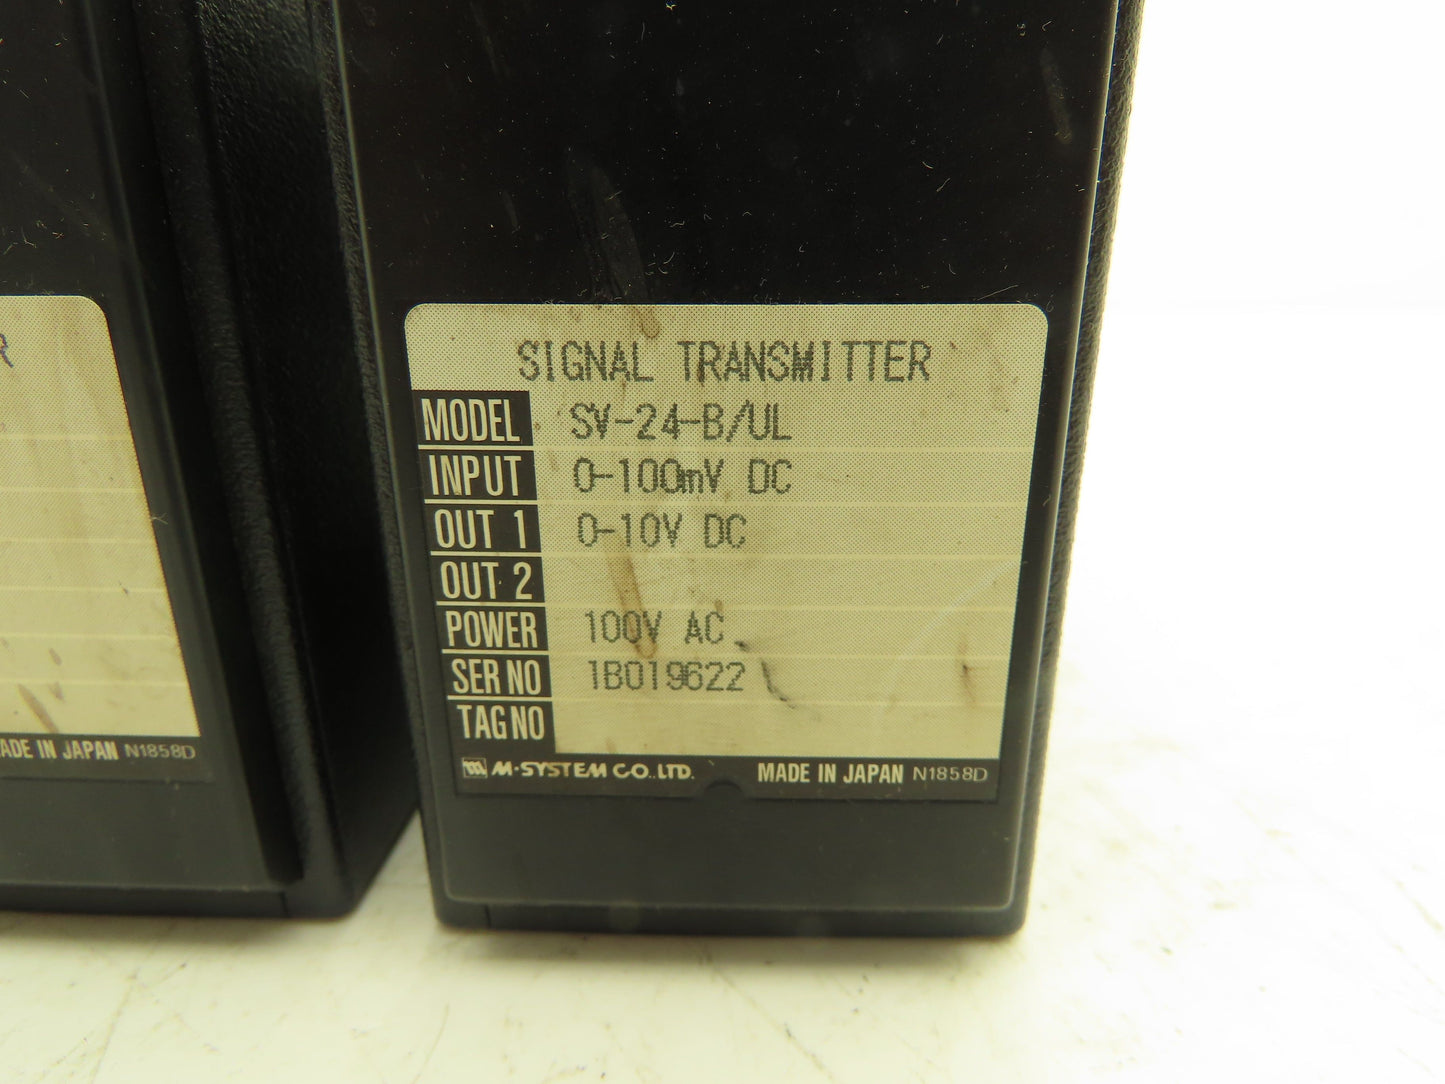 R
ADE IN JAPAN N1858D
SIGNAL TRANSMITTER
MODEL SV-24-B/UL
INPUT 0-100mV DC
OUT 1 0-10V DC
OUT 2
POWER 100V AC
SER NO 1B019622
TAG NO
M-SYSTEM CO.,LTD. MADE IN JAPAN N1858D